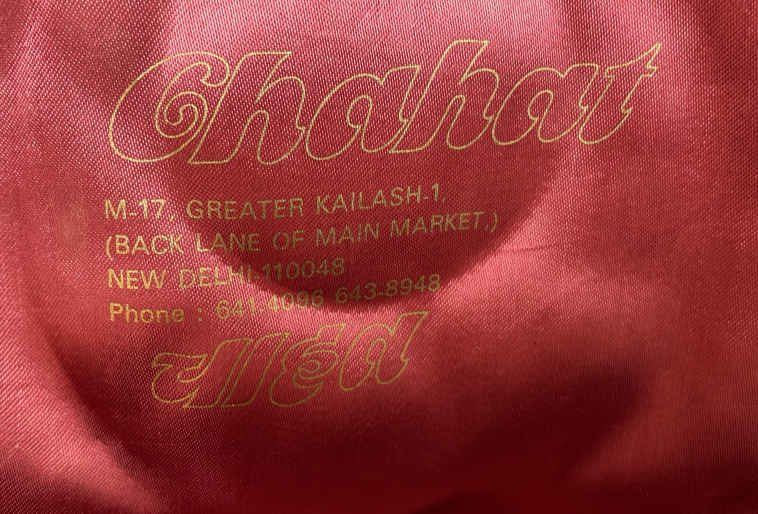 Chahat
M-17, GREATER KAILASH-1,
(BACK LANE OF MAIN MARKET,)
NEW DELHI-110048
Phone : 641-4096 643-8948
चाहत